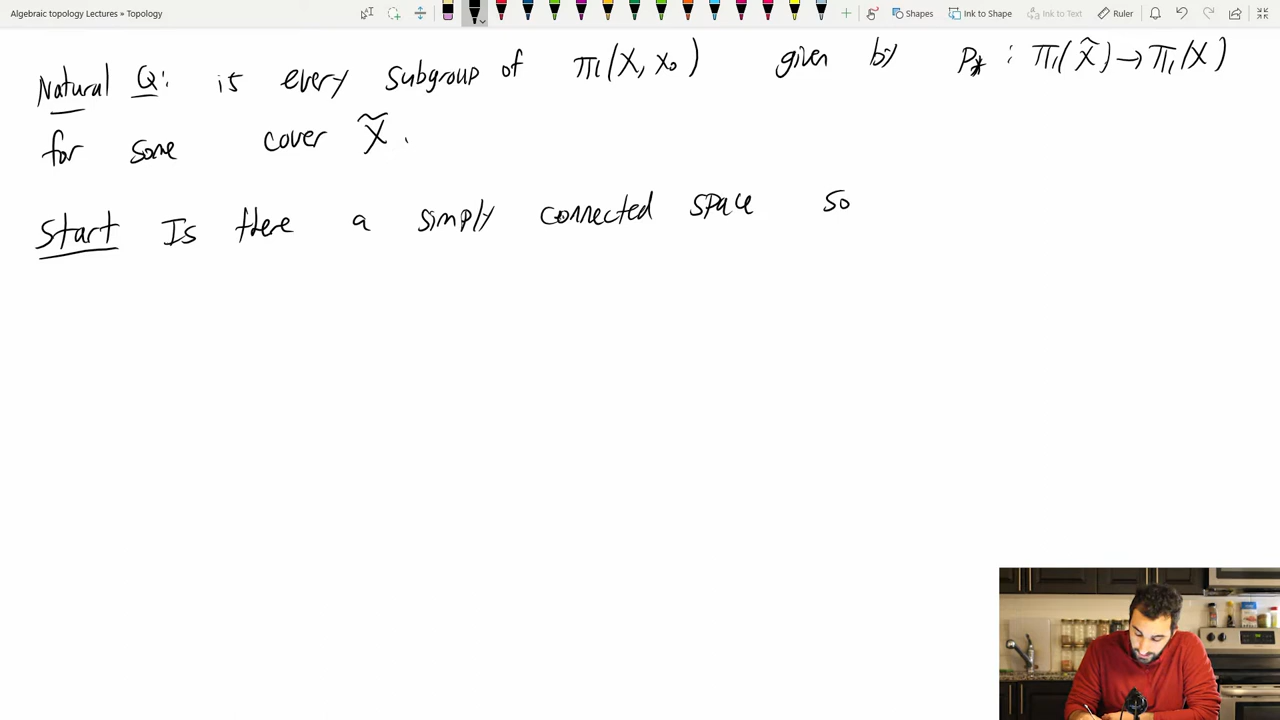 Algebraic topology Lectures » Topology
Shapes
Ink to Shape
Ink to Text
Ruler
Natural Q: is every subgroup of π1(X, x0) given by P* : π1(X̃) → π1(X)
for some cover X̃.
Start Is there a simply connected space so